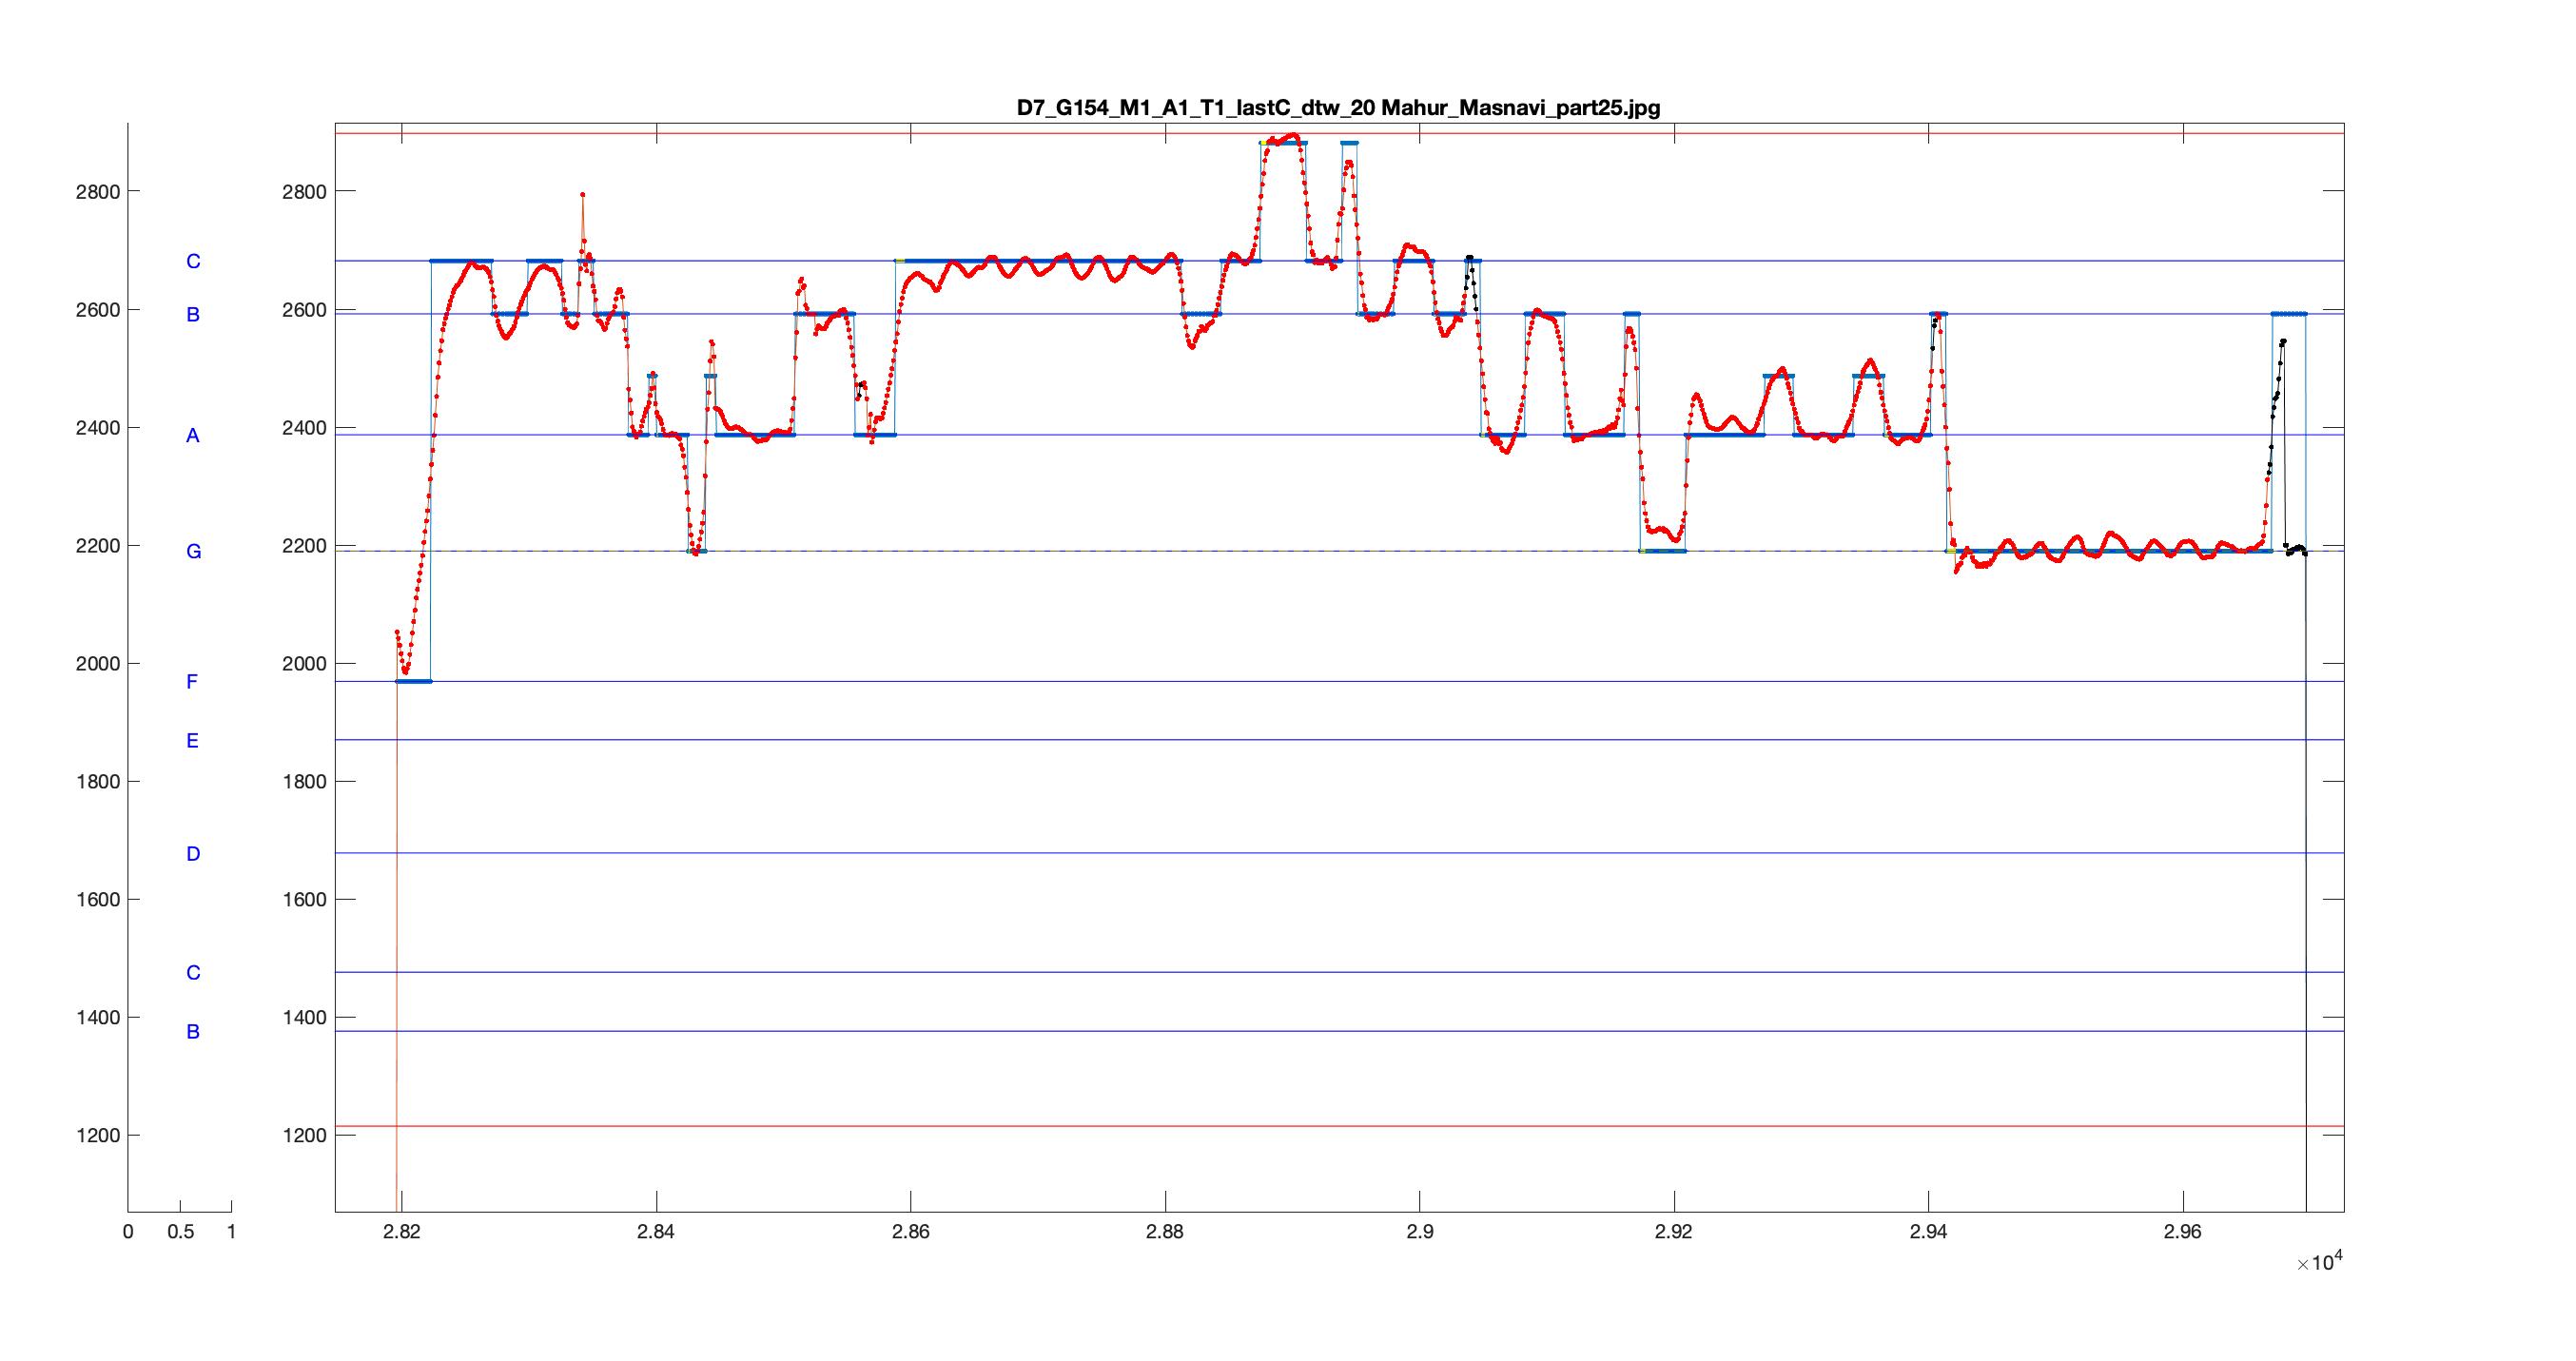 D7_G154_M1_A1_T1_lastC_dtw_20 Mahur_Masnavi_part25.jpg
2800 2800
C
2600 B 2600
2400 A 2400
2200 G 2200
2000 2000
F
E
1800 1800
D
1600 1600
C
1400 1400
B
1200 1200
0 0.5 1 2.82 2.84 2.86 2.88 2.9 2.92 2.94 2.96
×10⁴